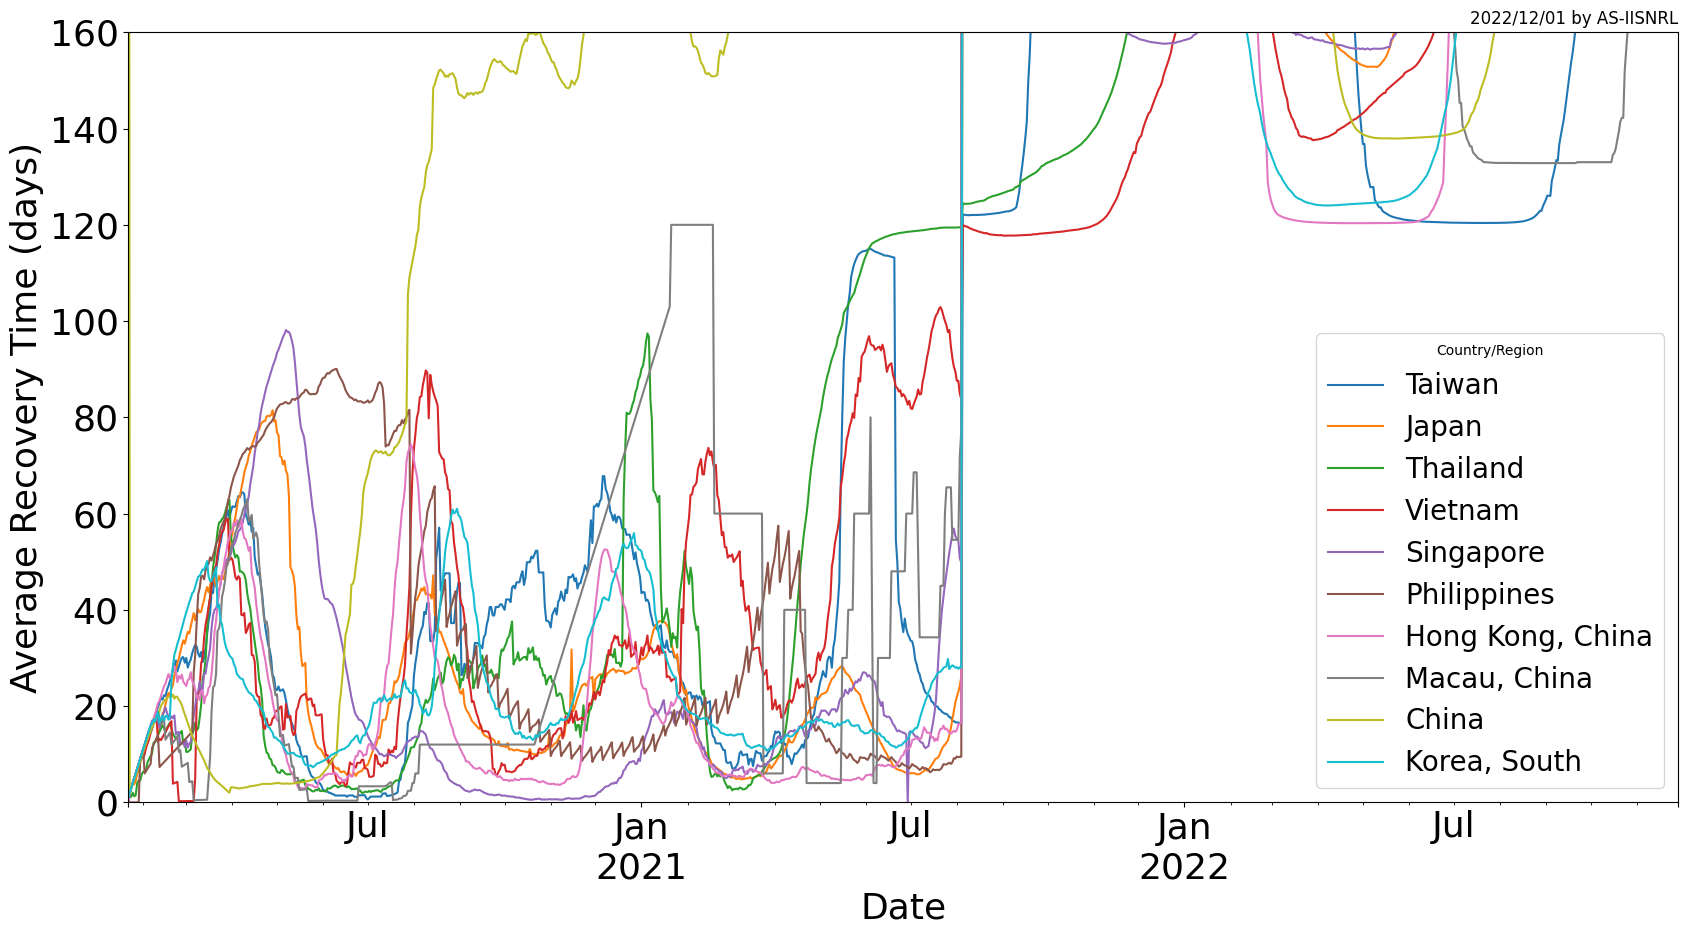 2022/12/01 by AS-IISNRL
160
140
120
100
80
60
40
20
0
Average Recovery Time (days)
Country/Region
Taiwan
Japan
Thailand
Vietnam
Singapore
Philippines
Hong Kong, China
Macau, China
China
Korea, South
Jul
Jan
2021
Jul
Jan
2022
Jul
Date